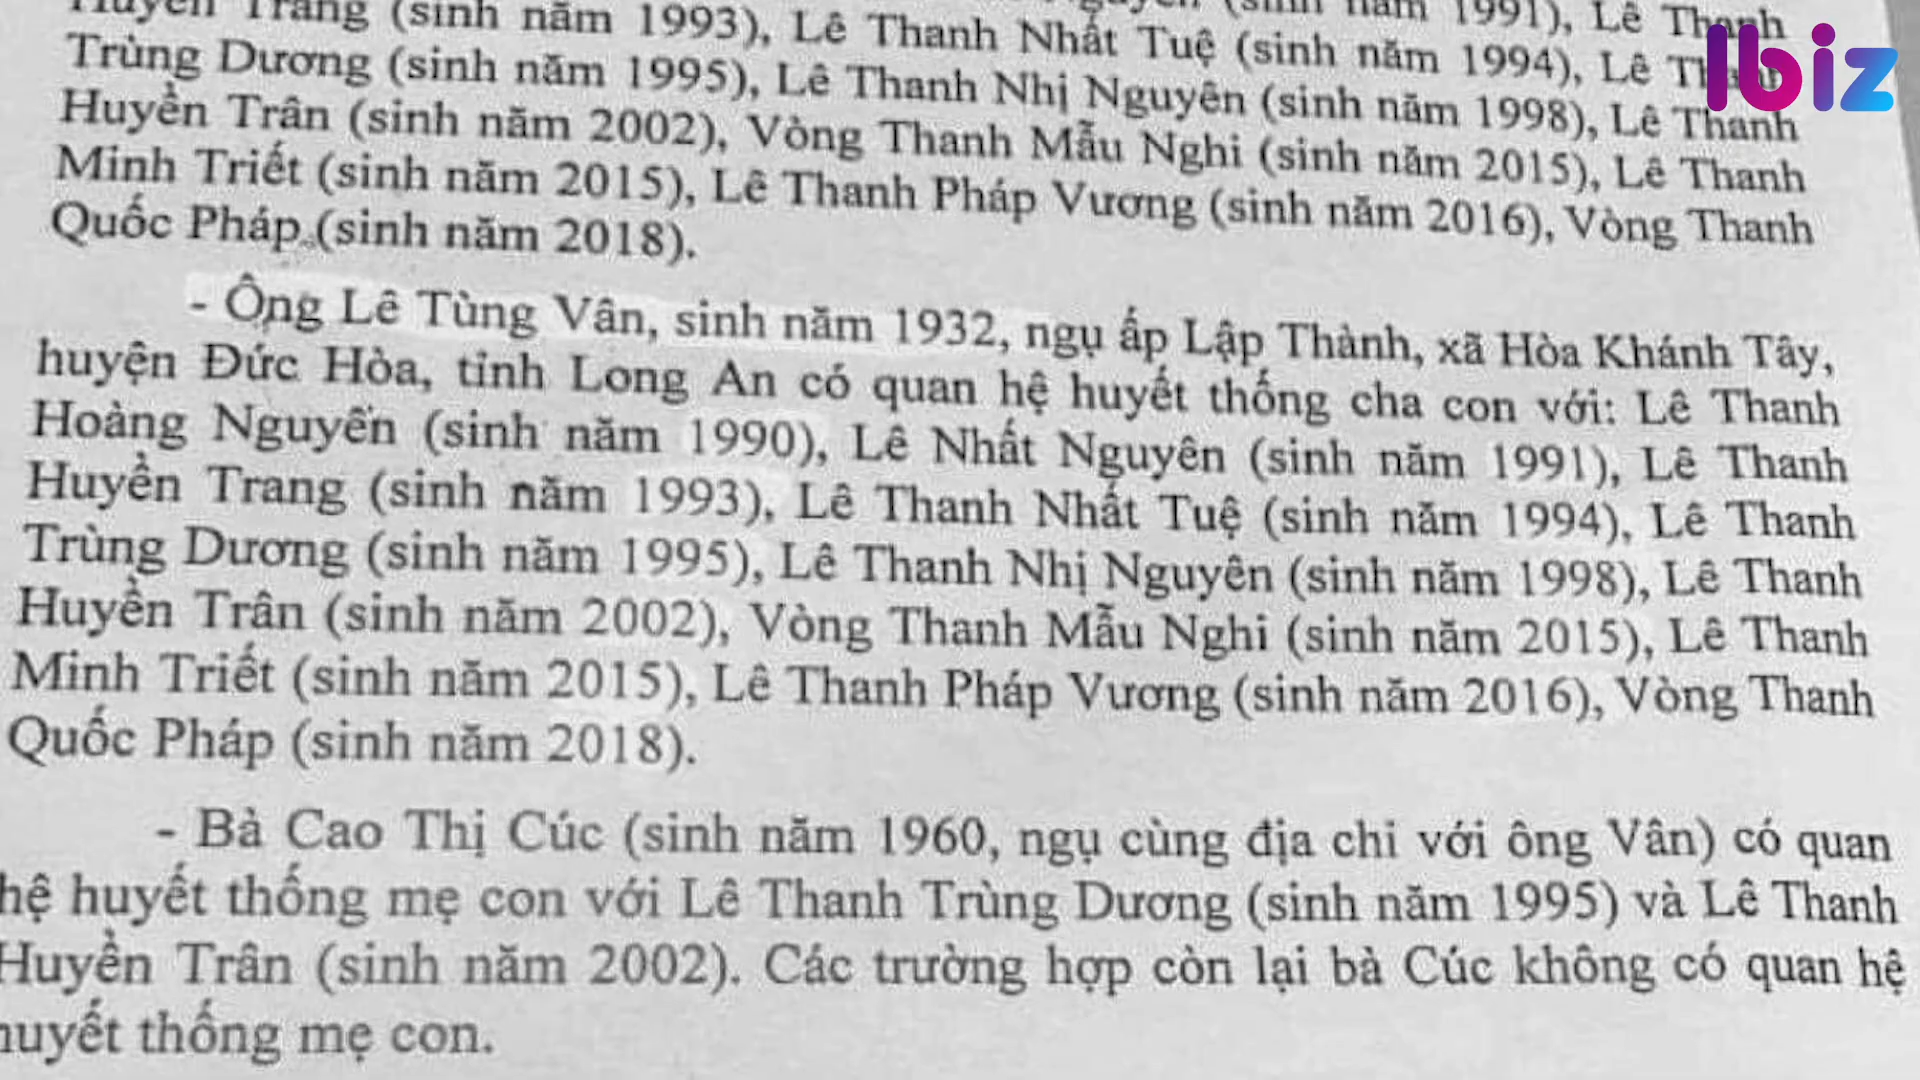 Huyền Trang (sinh năm 1993), Lê Thanh Nhất Tuệ (sinh năm 1994), Lê Thanh
Trùng Dương (sinh năm 1995), Lê Thanh Nhị Nguyên (sinh năm 1998), Lê Thanh
Huyền Trân (sinh năm 2002), Vòng Thanh Mẫu Nghi (sinh năm 2015), Lê Thanh
Minh Triết (sinh năm 2015), Lê Thanh Pháp Vương (sinh năm 2016), Vòng Thanh
Quốc Pháp (sinh năm 2018).
- Ông Lê Tùng Vân, sinh năm 1932, ngụ ấp Lập Thành, xã Hòa Khánh Tây,
huyện Đức Hòa, tỉnh Long An có quan hệ huyết thống cha con với: Lê Thanh
Hoàng Nguyên (sinh năm 1990), Lê Nhất Nguyên (sinh năm 1991), Lê Thanh
Huyền Trang (sinh năm 1993), Lê Thanh Nhất Tuệ (sinh năm 1994), Lê Thanh
Trùng Dương (sinh năm 1995), Lê Thanh Nhị Nguyên (sinh năm 1998), Lê Thanh
Huyền Trân (sinh năm 2002), Vòng Thanh Mẫu Nghi (sinh năm 2015), Lê Thanh
Minh Triết (sinh năm 2015), Lê Thanh Pháp Vương (sinh năm 2016), Vòng Thanh
Quốc Pháp (sinh năm 2018).
- Bà Cao Thị Cúc (sinh năm 1960, ngụ cùng địa chỉ với ông Vân) có quan
hệ huyết thống mẹ con với Lê Thanh Trùng Dương (sinh năm 1995) và Lê Thanh
Huyền Trân (sinh năm 2002). Các trường hợp còn lại bà Cúc không có quan hệ
huyết thống mẹ con.
Ibiz